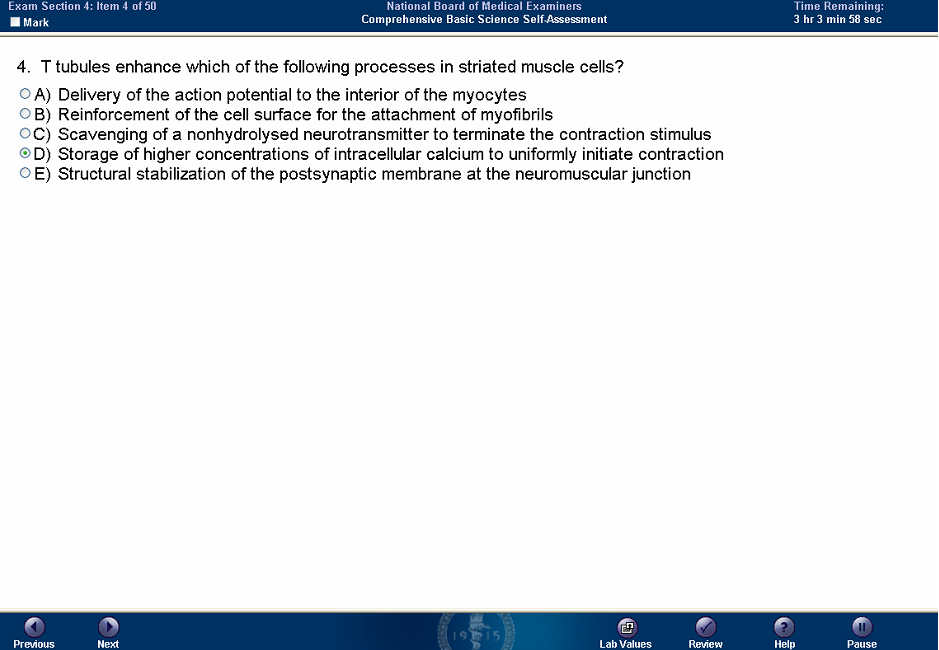 Exam Section 4: Item 4 of 50
National Board of Medical Examiners
Time Remaining:
Mark
Comprehensive Basic Science Self-Assessment
3 hr 3 min 58 sec
4. T tubules enhance which of the following processes in striated muscle cells?
A) Delivery of the action potential to the interior of the myocytes
B) Reinforcement of the cell surface for the attachment of myofibrils
C) Scavenging of a nonhydrolysed neurotransmitter to terminate the contraction stimulus
D) Storage of higher concentrations of intracellular calcium to uniformly initiate contraction
E) Structural stabilization of the postsynaptic membrane at the neuromuscular junction
19 15
Previous
Next
Lab Values
Review
Help
Pause